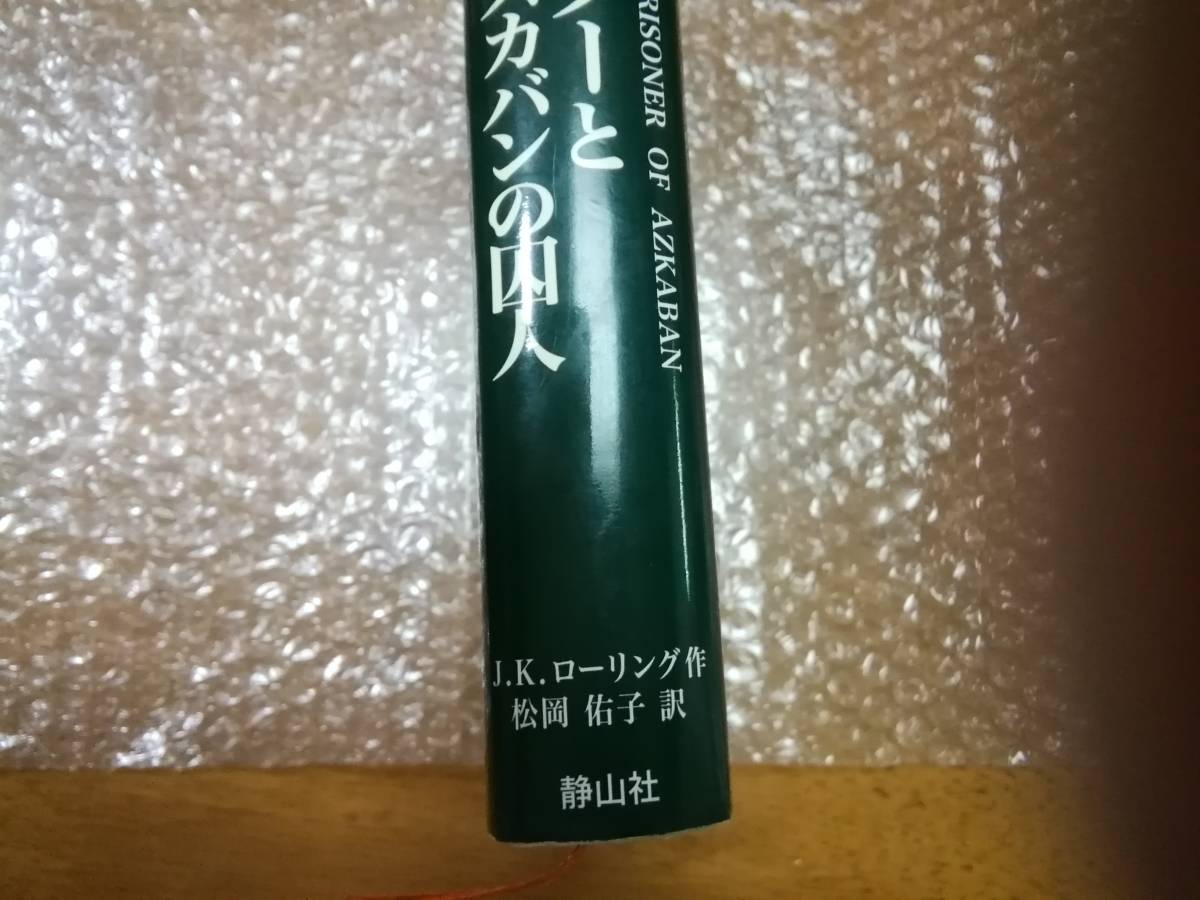 RISONER OF AZKABAN
ーと
カバンの囚人
J.K.ローリング作
松岡 佑子 訳
静山社